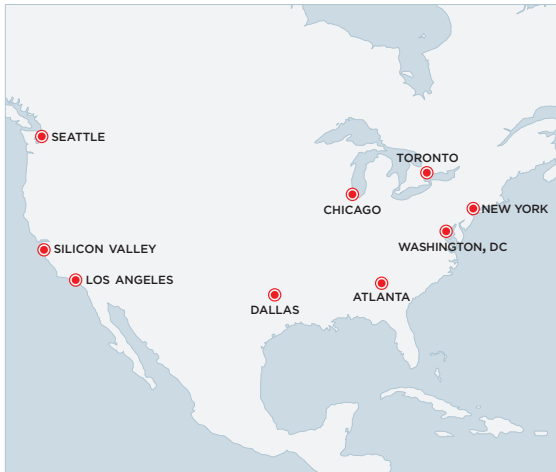 SEATTLE
TORONTO
CHICAGO
NEW YORK
WASHINGTON, DC
SILICON VALLEY
LOS ANGELES
ATLANTA
DALLAS